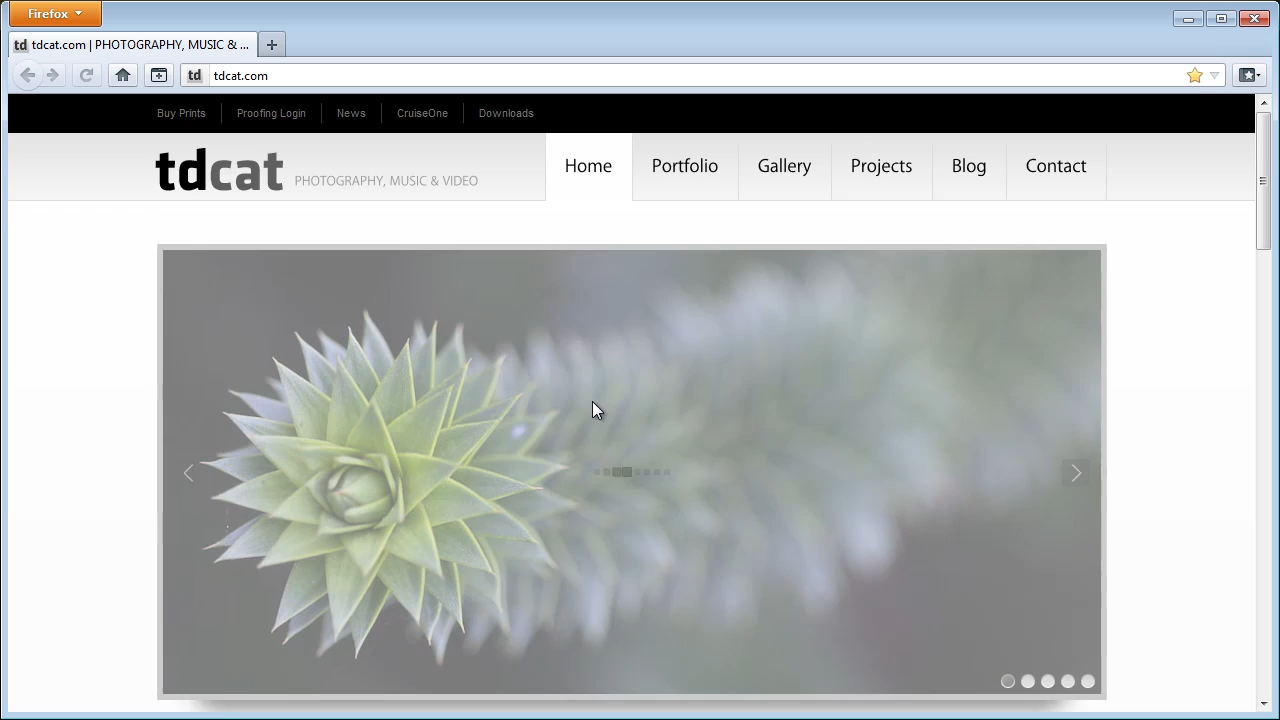 Firefox
tdcat.com | PHOTOGRAPHY, MUSIC & ...
td tdcat.com
Buy Prints Proofing Login News CruiseOne Downloads
tdcat PHOTOGRAPHY, MUSIC & VIDEO
Home Portfolio Gallery Projects Blog Contact